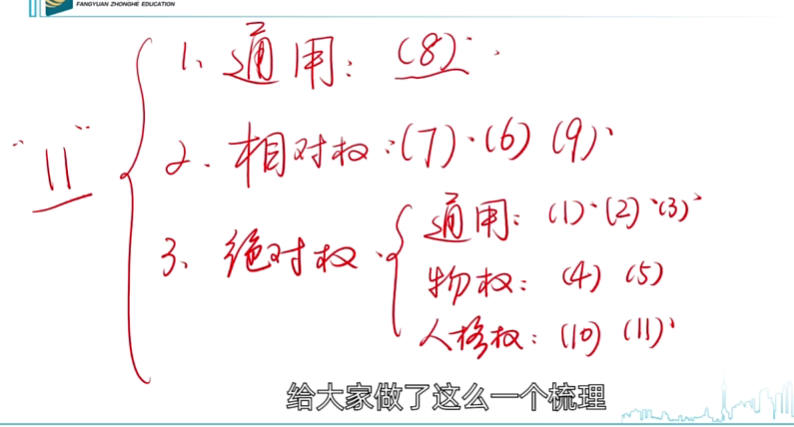 FANGYUAN ZHONGHE EDUCATION
"11"
1、通用：(8)
2.相对权：(7)、(6)(9)
3、绝对权
通用：(1)、(2)、(3)
物权：(4)(5)
人格权：(10)(11)
给大家做了这么一个梳理